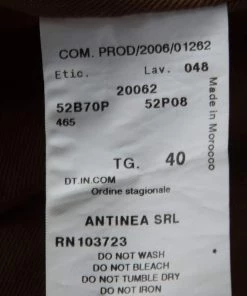 COM. PROD/2006/01262
Etic. Lav. 048
20062
52B70P 52P08
465
Made in Morocco
TG. 40
DT.IN.COM
Ordine stagionale
ANTINEA SRL
RN103723
DO NOT WASH
DO NOT BLEACH
DO NOT TUMBLE DRY
DO NOT IRON